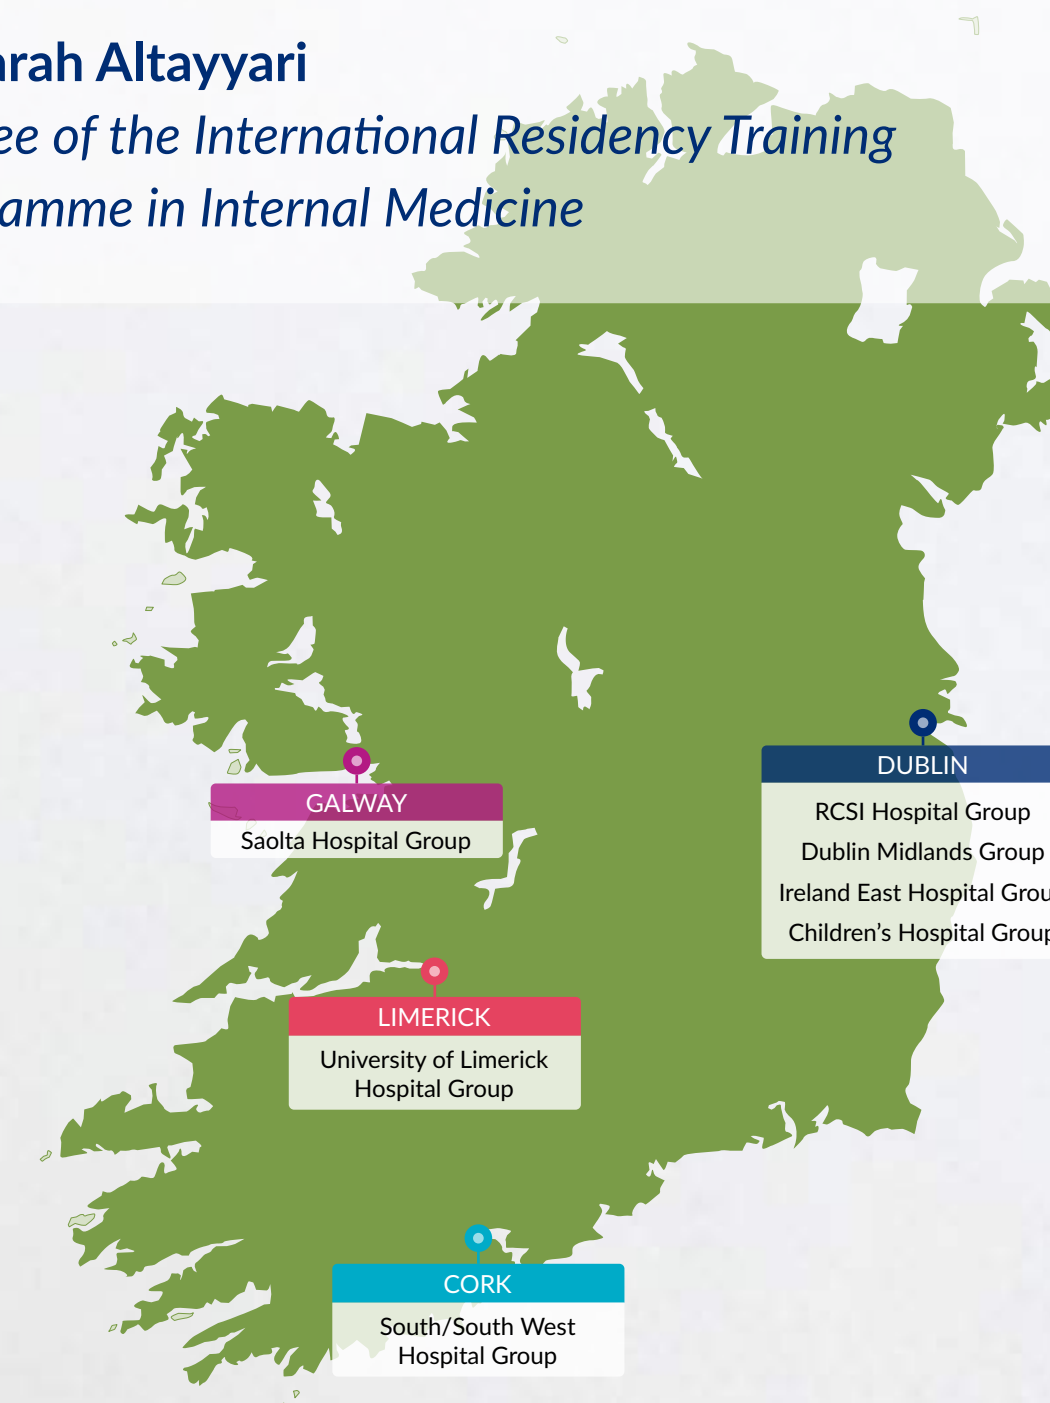 arah Altayyari
ee of the International Residency Training
amme in Internal Medicine
GALWAY
Saolta Hospital Group
DUBLIN
RCSI Hospital Group
Dublin Midlands Group
Ireland East Hospital Grou
Children's Hospital Group
LIMERICK
University of Limerick
Hospital Group
CORK
South/South West
Hospital Group